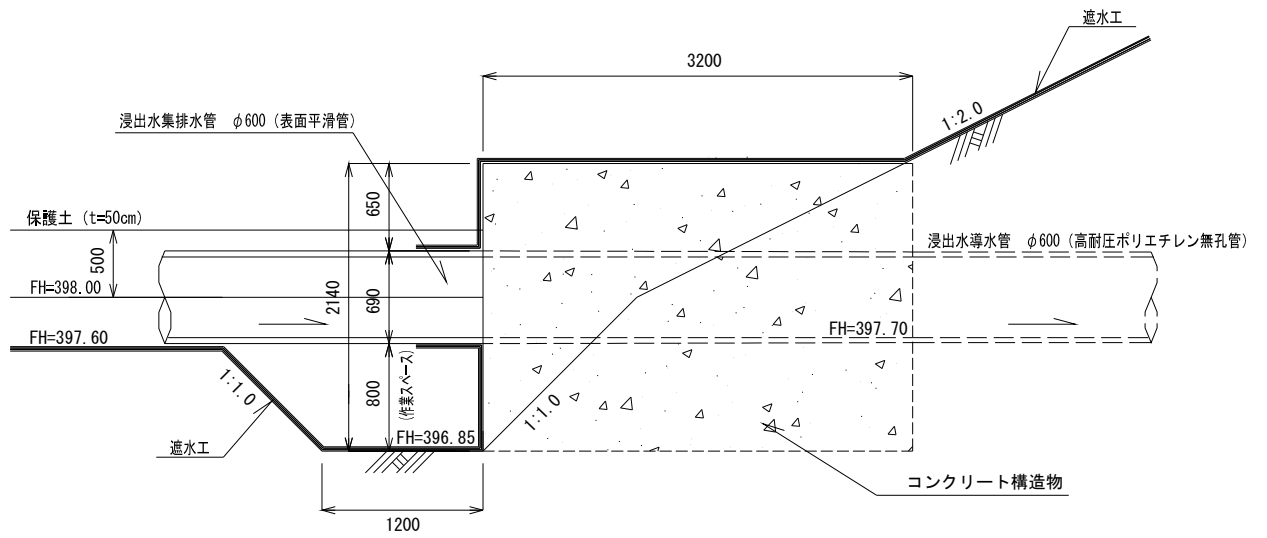 遮水工
3200
1:2.0
浸出水集排水管 φ600 (表面平滑管)
650
保護土 (t=50cm)
500
浸出水導水管 φ600 (高耐圧ポリエチレン無孔管)
FH=398.00
2140
690
FH=397.60
FH=397.70
1:1.0
800
(作業スペース)
1:1.0
FH=396.85
遮水工
コンクリート構造物
1200